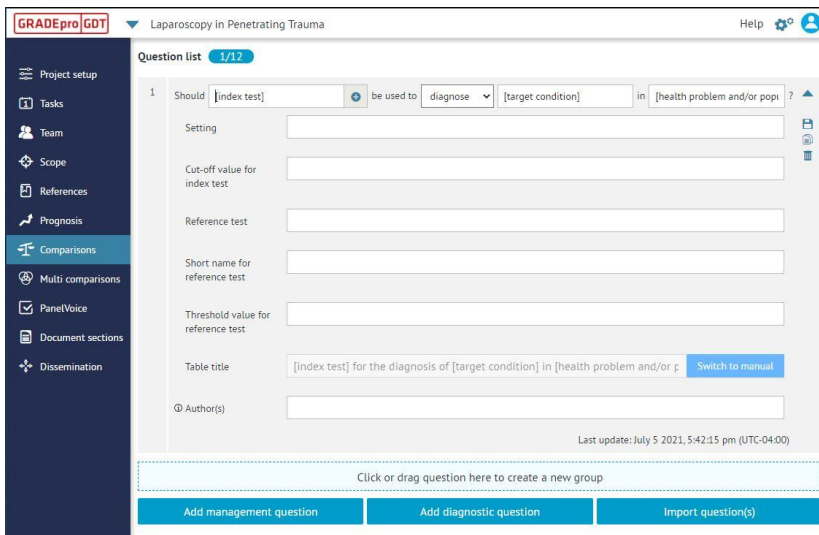 GRADEpro GDT Laparoscopy in Penetrating Trauma Help
Question list 1/12
Project setup
Tasks
Team
Scope
References
Prognosis
Comparisons
Multi comparisons
PanelVoice
Document sections
Dissemination
1 Should [index test] be used to diagnose [target condition] in [health problem and/or popu ?
Setting
Cut-off value for
index test
Reference test
Short name for
reference test
Threshold value for
reference test
Table title [index test] for the diagnosis of [target condition] in [health problem and/or p Switch to manual
Author(s)
Last update: July 5 2021, 5:42:15 pm (UTC-04:00)
Click or drag question here to create a new group
Add management question Add diagnostic question Import question(s)